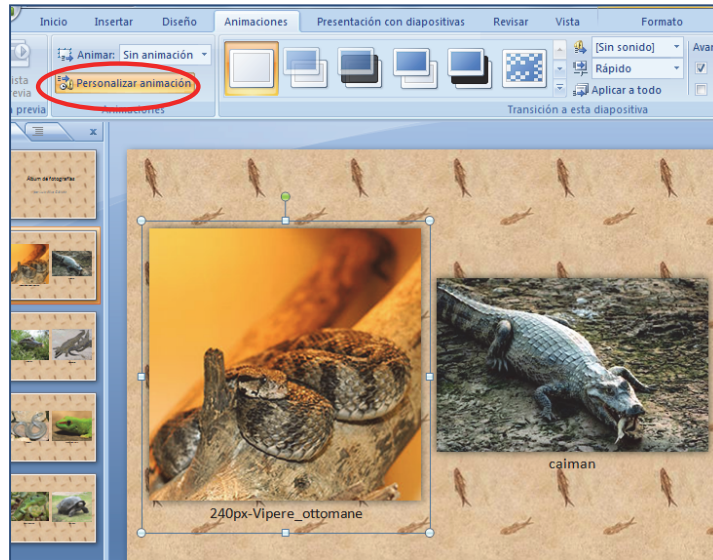 Inicio Insertar Diseño Animaciones Presentación con diapositivas Revisar Vista Formato
Animar: Sin animación [Sin sonido]
Personalizar animación Rápido
Aplicar a todo
previa Animaciones Transición a esta diapositiva
Álbum de fotografías
240px-Vipere_ottomane
caiman